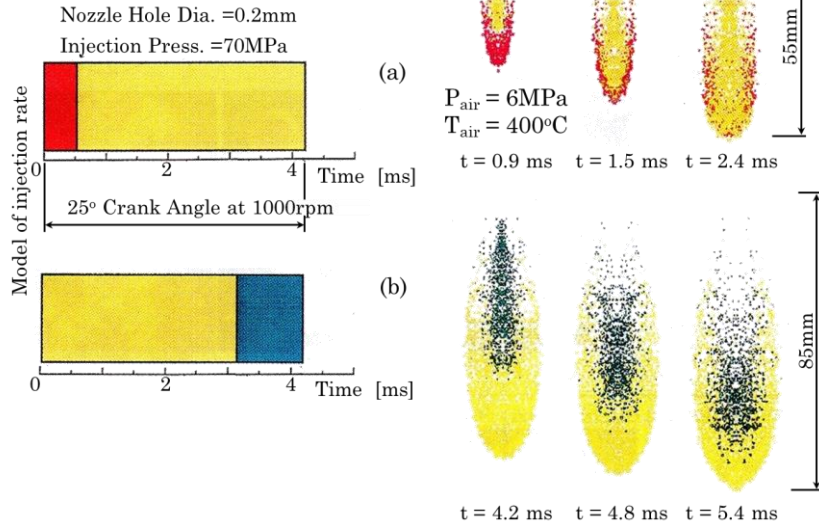 Nozzle Hole Dia. =0.2mm
Injection Press. =70MPa
(a)
Model of injection rate
0 2 4 Time [ms]
25° Crank Angle at 1000rpm
(b)
0 2 4 Time [ms]
55mm
P air = 6MPa
T air = 400°C
t = 0.9 ms t = 1.5 ms t = 2.4 ms
85mm
t = 4.2 ms t = 4.8 ms t = 5.4 ms